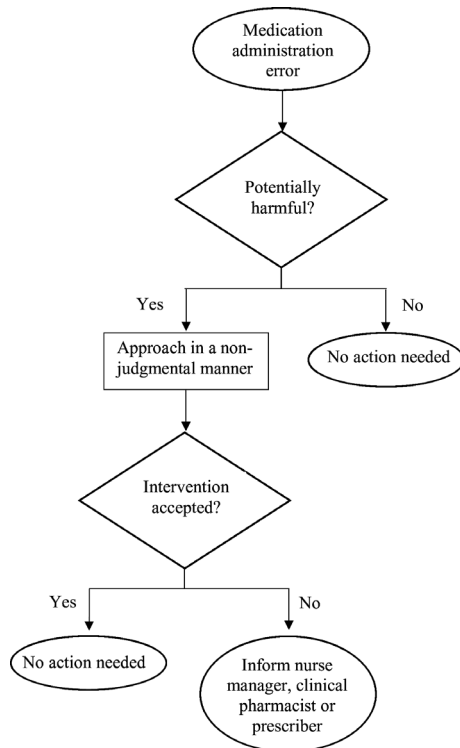 Medication
administration
error
Potentially
harmful?
Yes
No
Approach in a non-
judgmental manner
No action needed
Intervention
accepted?
Yes
No
No action needed
Inform nurse
manager, clinical
pharmacist or
prescriber